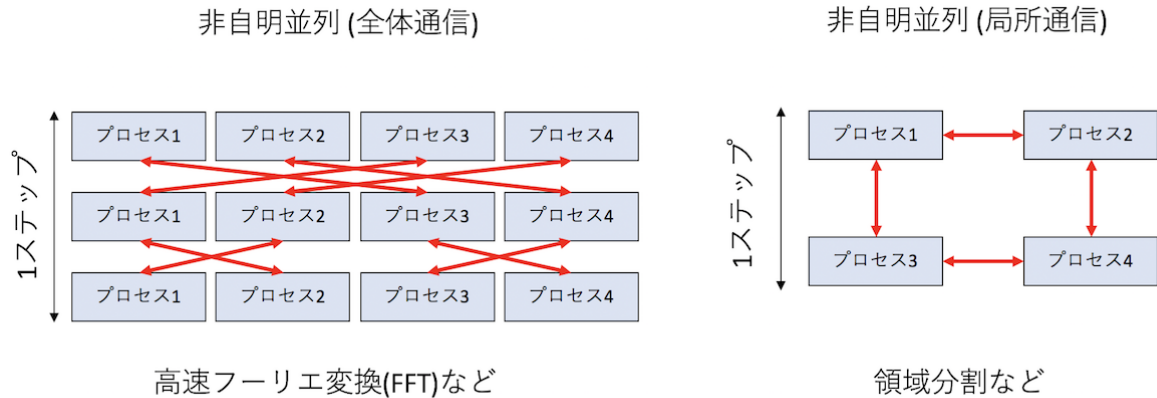 非自明並列 (全体通信)
1ステップ
プロセス1 プロセス2 プロセス3 プロセス4
プロセス1 プロセス2 プロセス3 プロセス4
プロセス1 プロセス2 プロセス3 プロセス4
高速フーリエ変換(FFT)など
非自明並列 (局所通信)
1ステップ
プロセス1 プロセス2
プロセス3 プロセス4
領域分割など